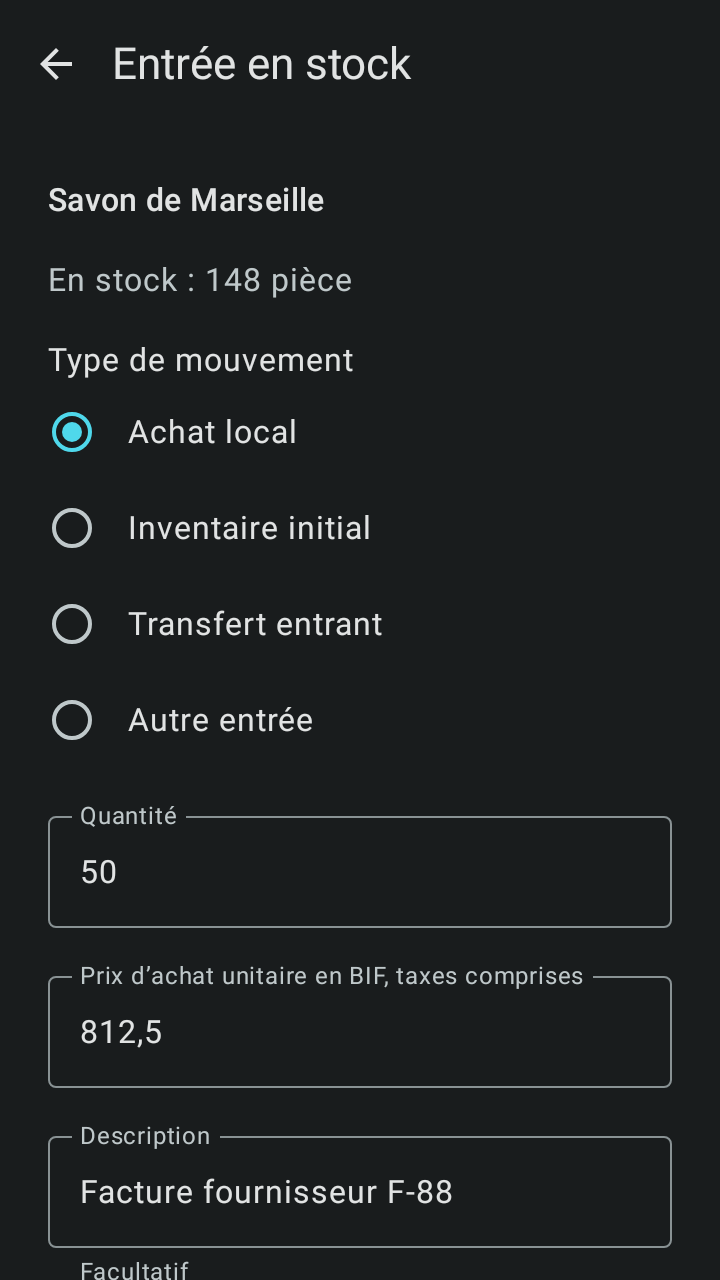 Entrée en stock
Savon de Marseille
En stock : 148 pièce
Type de mouvement
Achat local
Inventaire initial
Transfert entrant
Autre entrée
Quantité
50
Prix d’achat unitaire en BIF, taxes comprises
812,5
Description
Facture fournisseur F-88
Facultatif